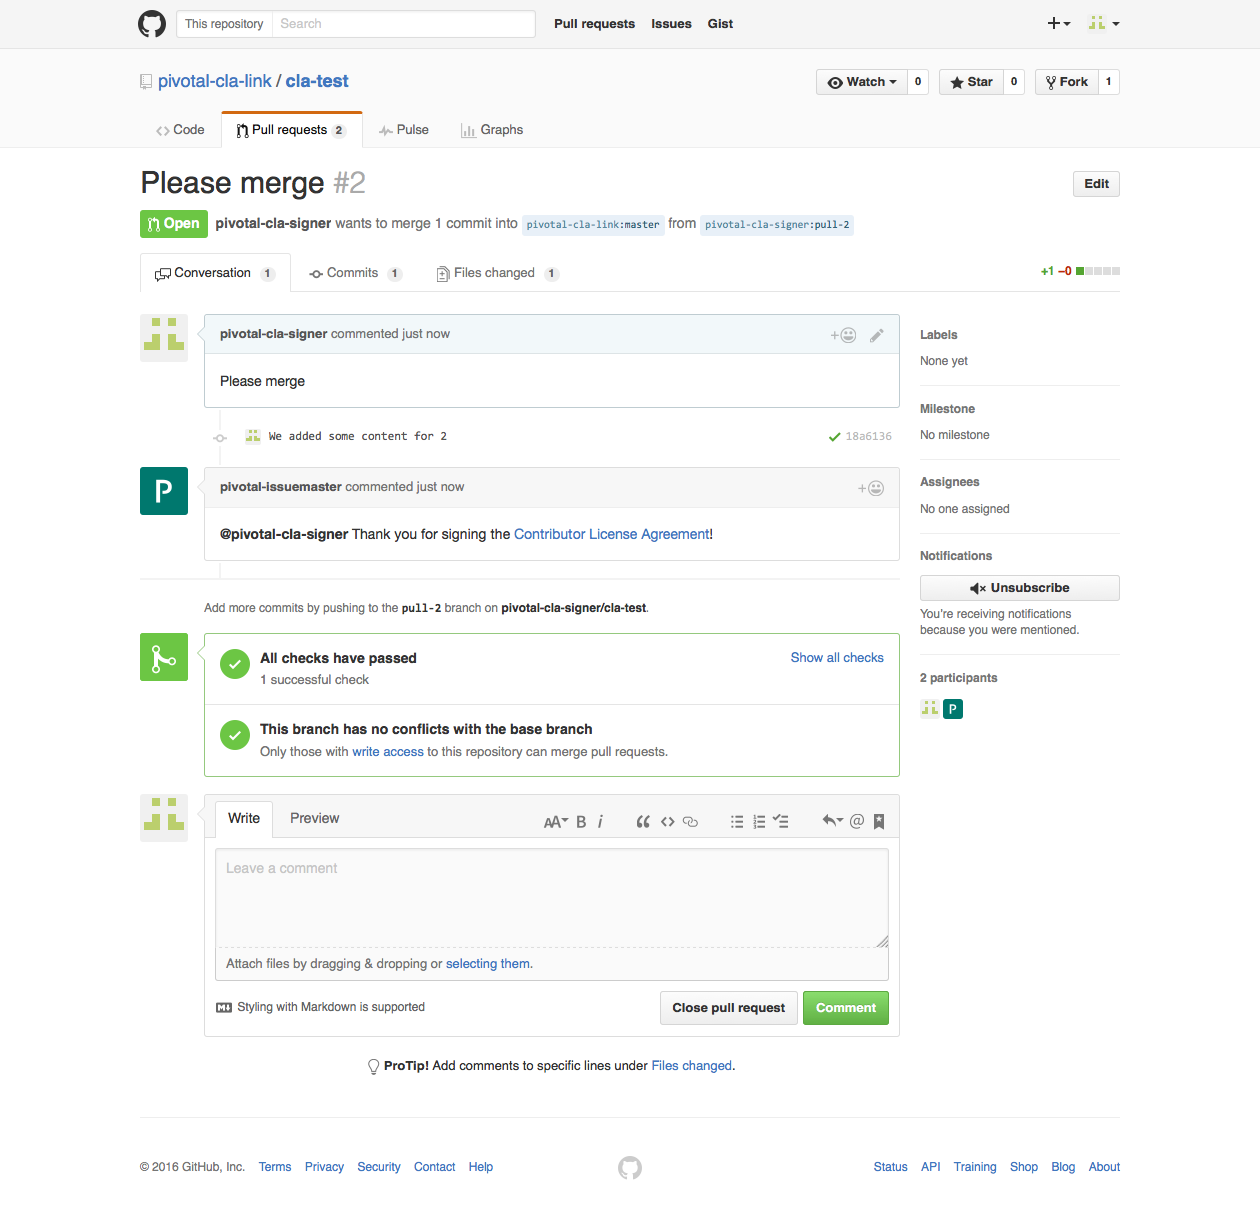 This repository Search Pull requests Issues Gist
pivotal-cla-link / cla-test Watch 0 Star 0 Fork 1
Code Pull requests 2 Pulse Graphs
Please merge #2 Edit
Open pivotal-cla-signer wants to merge 1 commit into pivotal-cla-link:master from pivotal-cla-signer:pull-2
Conversation 1 Commits 1 Files changed 1 +1 −0
pivotal-cla-signer commented just now
Please merge
We added some content for 2 18a6136
P
pivotal-issuemaster commented just now
@pivotal-cla-signer Thank you for signing the Contributor License Agreement!
Add more commits by pushing to the pull-2 branch on pivotal-cla-signer/cla-test.
All checks have passed Show all checks
1 successful check
This branch has no conflicts with the base branch
Only those with write access to this repository can merge pull requests.
Write Preview AA B i
Leave a comment
Attach files by dragging & dropping or selecting them.
Styling with Markdown is supported Close pull request Comment
ProTip! Add comments to specific lines under Files changed.
Labels
None yet
Milestone
No milestone
Assignees
No one assigned
Notifications
Unsubscribe
You're receiving notifications
because you were mentioned.
2 participants
P
© 2016 GitHub, Inc. Terms Privacy Security Contact Help Status API Training Shop Blog About